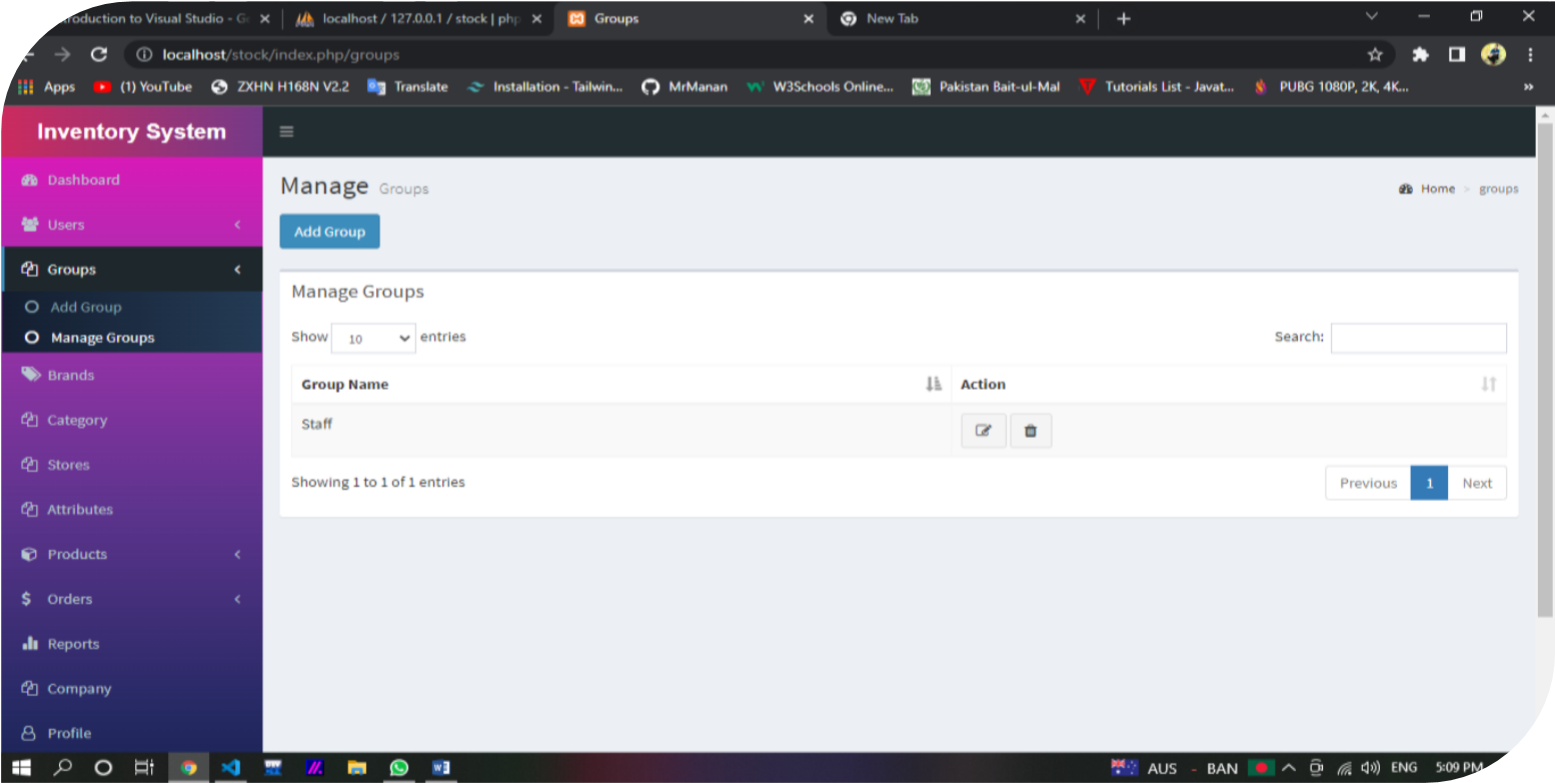 roduction to Visual Studio - G
localhost / 127.0.0.1 / stock | php
Groups
New Tab
localhost/stock/index.php/groups
Apps
(1) YouTube
ZXHN H168N V2.2
Translate
Installation - Tailwin...
MrManan
W3Schools Online...
Pakistan Bait-ul-Mal
Tutorials List - Javat...
PUBG 1080P, 2K, 4K...
Inventory System
Dashboard
Users
Groups
Add Group
Manage Groups
Brands
Category
Stores
Attributes
Products
$ Orders
Reports
Company
Profile
Manage Groups
Home > groups
Add Group
Manage Groups
Show 10 entries
Search:
Group Name
Action
Staff
Showing 1 to 1 of 1 entries
Previous 1 Next
AUS - BAN
ENG
5:09 PM